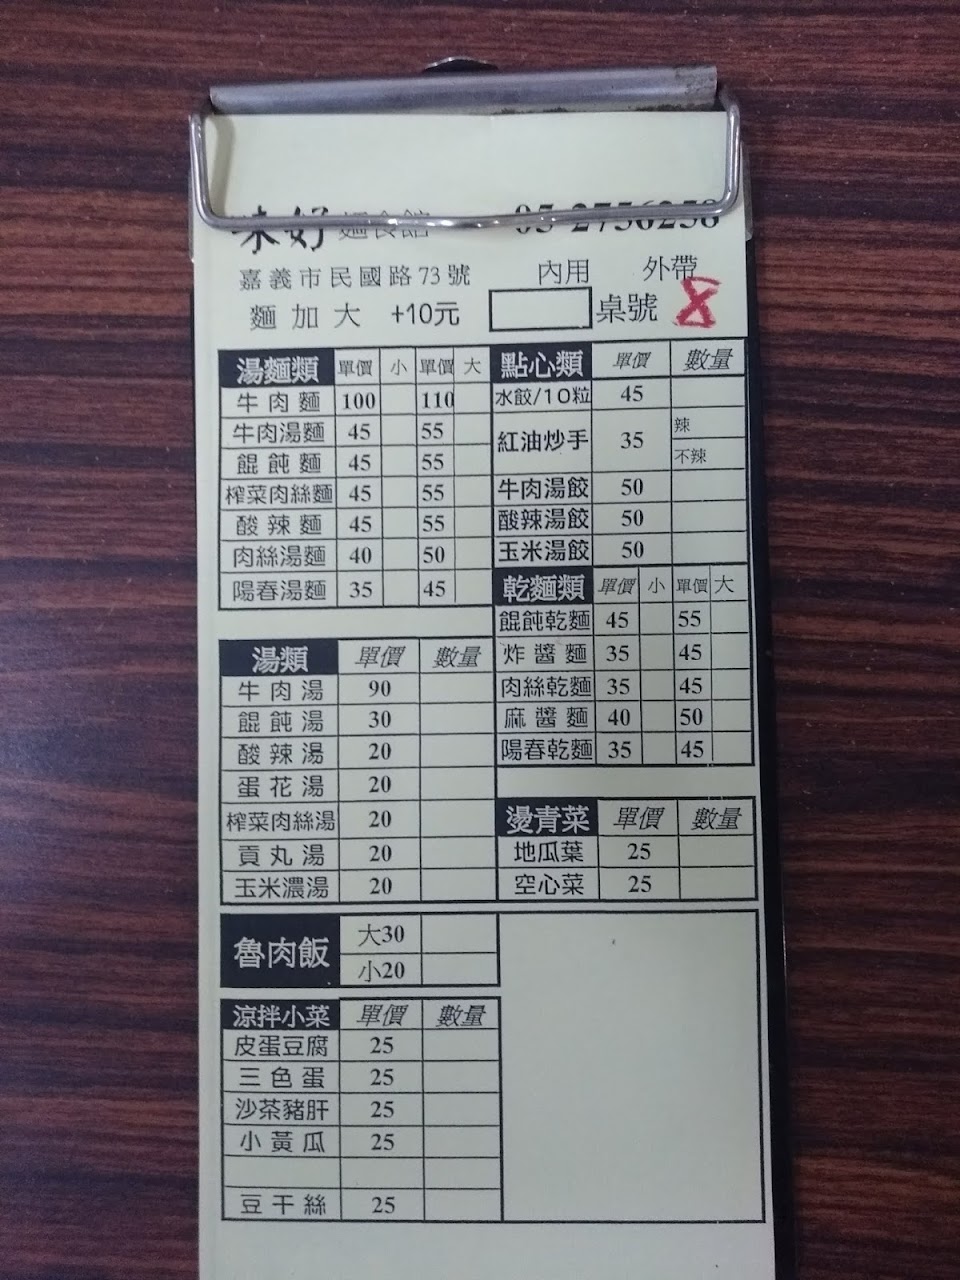 味好 麵食館 05-2756258
嘉義市民國路73號 內用 外帶
麵加大 +10元 桌號 8
湯麵類 單價 小 單價 大
牛肉麵 100 110
牛肉湯麵 45 55
餛飩麵 45 55
榨菜肉絲麵 45 55
酸辣麵 45 55
肉絲湯麵 40 50
陽春湯麵 35 45
湯類 單價 數量
牛肉湯 90
餛飩湯 30
酸辣湯 20
蛋花湯 20
榨菜肉絲湯 20
貢丸湯 20
玉米濃湯 20
魯肉飯 大30
小20
涼拌小菜 單價 數量
皮蛋豆腐 25
三色蛋 25
沙茶豬肝 25
小黃瓜 25
豆干絲 25
點心類 單價 數量
水餃/10粒 45
紅油炒手 35 辣
不辣
牛肉湯餃 50
酸辣湯餃 50
玉米湯餃 50
乾麵類 單價 小 單價 大
餛飩乾麵 45 55
炸醬麵 35 45
肉絲乾麵 35 45
麻醬麵 40 50
陽春乾麵 35 45
燙青菜 單價 數量
地瓜葉 25
空心菜 25